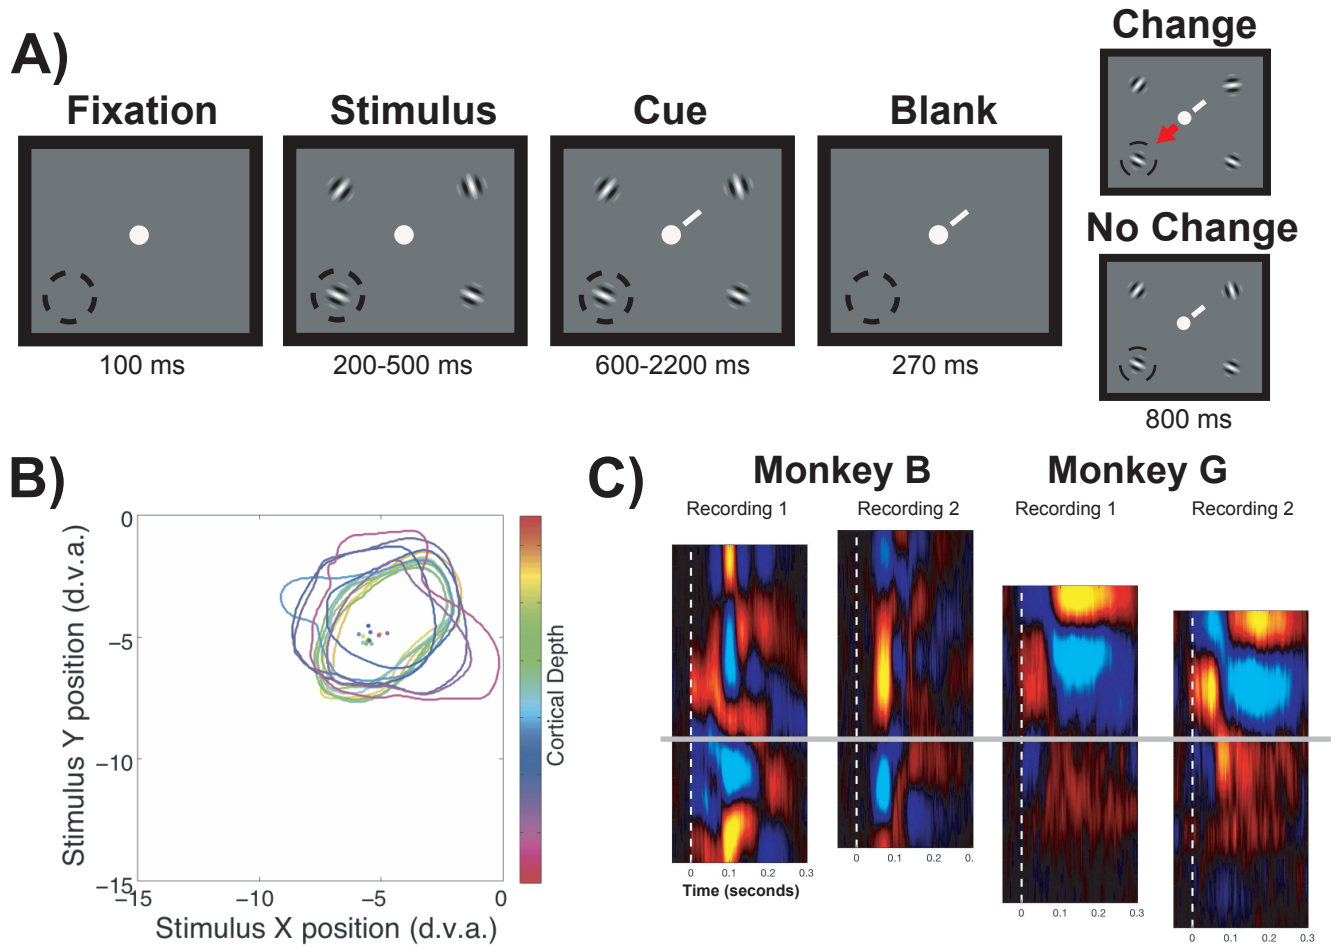 A)
Fixation
Stimulus
Cue
Blank
Change
No Change
100 ms
200-500 ms
600-2200 ms
270 ms
800 ms
B)
0
−5
−10
−15
−15
−10
−5
0
Stimulus Y position (d.v.a.)
Stimulus X position (d.v.a.)
Cortical Depth
C)
Monkey B
Monkey G
Recording 1
Recording 2
Recording 1
Recording 2
0
0.1
0.2
0.3
Time (seconds)
0
0.1
0.2
0.
0
0.1
0.2
0.3
0
0.1
0.2
0.3